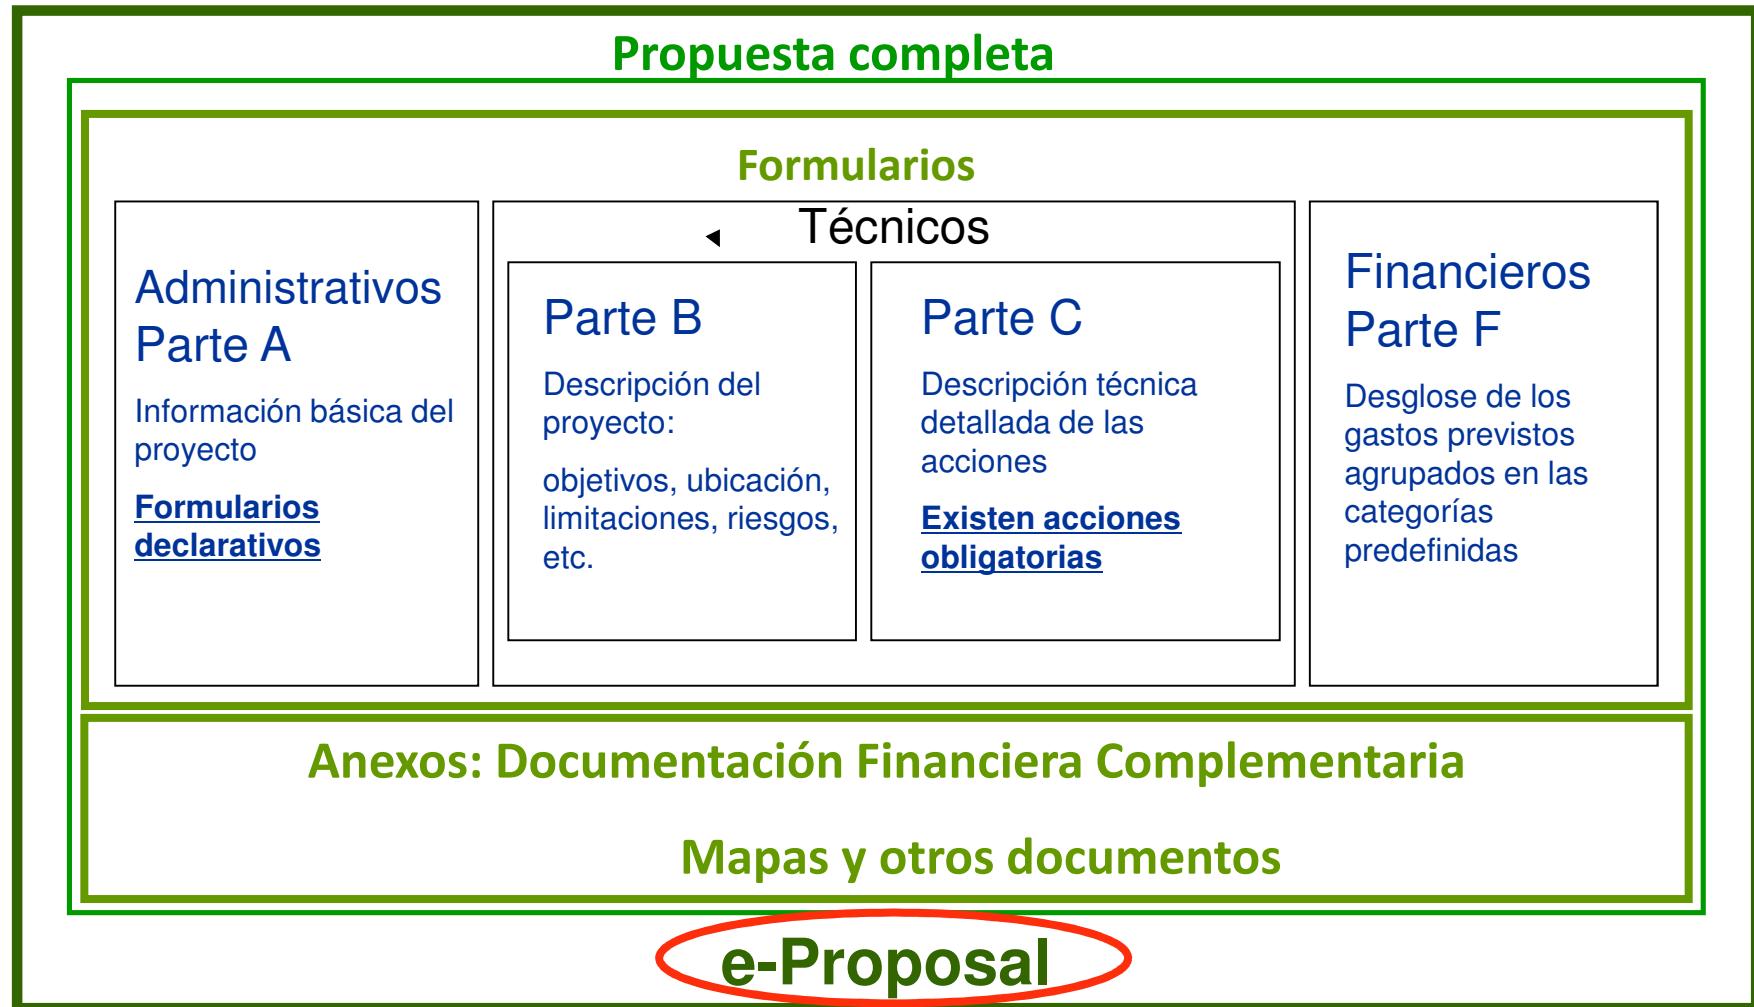 Propuesta completa
Formularios
Administrativos
Parte A
Información básica del
proyecto
Formularios
declarativos
Técnicos
Parte B
Descripción del
proyecto:
objetivos, ubicación,
limitaciones, riesgos,
etc.
Parte C
Descripción técnica
detallada de las
acciones
Existen acciones
obligatorias
Financieros
Parte F
Desglose de los
gastos previstos
agrupados en las
categorías
predefinidas
Anexos: Documentación Financiera Complementaria
Mapas y otros documentos
e-Proposal